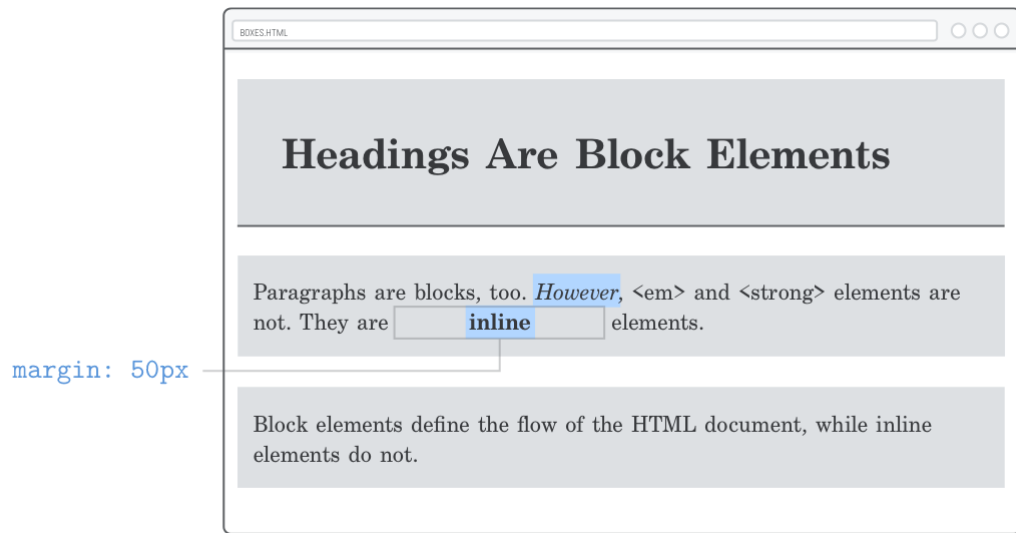 BOXES.HTML
Headings Are Block Elements
Paragraphs are blocks, too. However, <em> and <strong> elements are
not. They are inline elements.
margin: 50px
Block elements define the flow of the HTML document, while inline
elements do not.